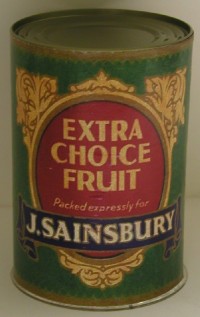 EXTRA
CHOICE
FRUIT
Packed expressly for
J. SAINSBURY